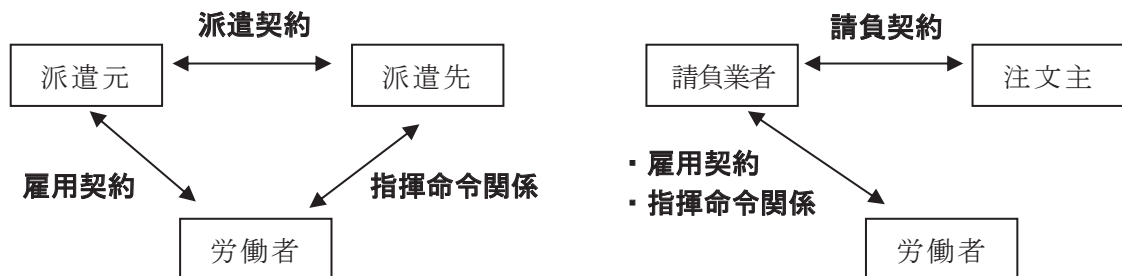 派遣契約
派遣元
派遣先
雇用契約
指揮命令関係
労働者
請負契約
請負業者
注文主
・雇用契約
・指揮命令関係
労働者